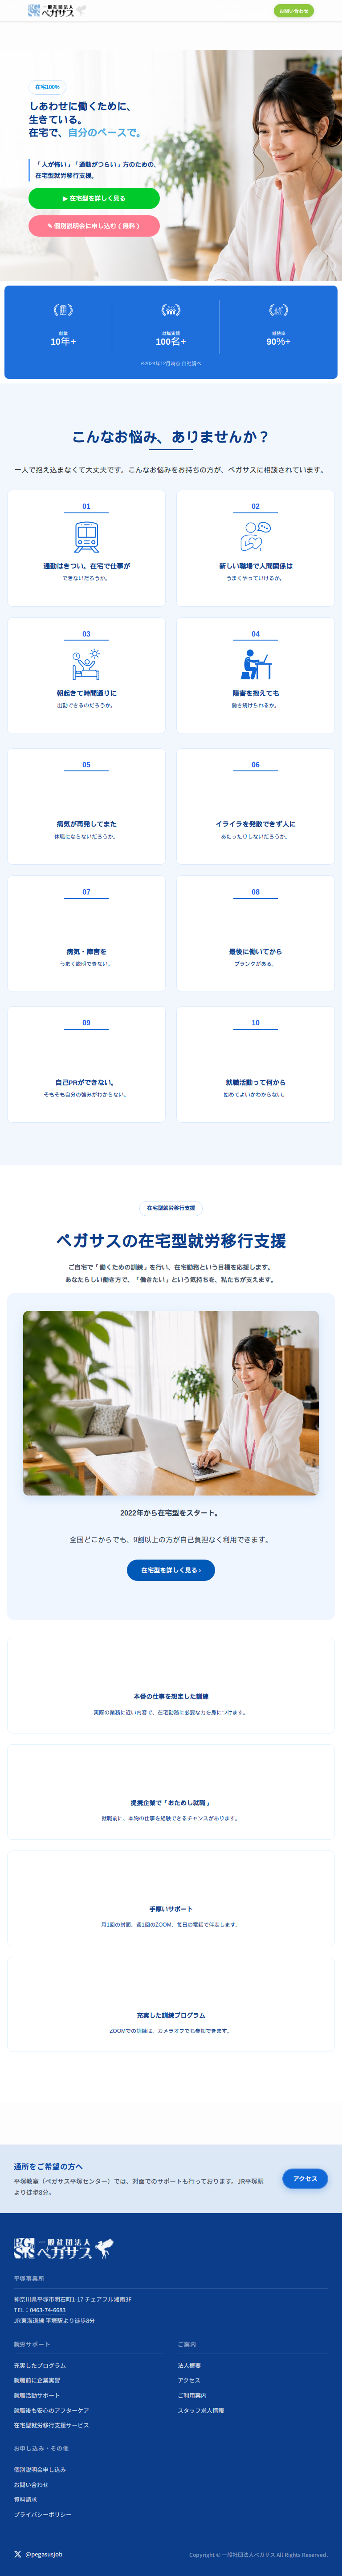 一般社団法人
ペガサス
お問い合わせ
在宅100%
しあわせに働くために、
生きている。
在宅で、自分のペースで。
「人が怖い」「通勤がつらい」方のための、
在宅型就労移行支援。
▶ 在宅型を詳しく見る
✎ 個別説明会に申し込む(無料)
創業
10年+
就職実績
100名+
継続率
90%+
※2024年12月時点 自社調べ
こんなお悩み、ありませんか？
一人で抱え込まなくて大丈夫です。こんなお悩みをお持ちの方が、ペガサスに相談されています。
01
通勤はきつい。在宅で仕事が
できないだろうか。
02
新しい職場で人間関係は
うまくやっていけるか。
03
朝起きて時間通りに
出勤できるのだろうか。
04
障害を抱えても
働き続けられるか。
05
病気が再発してまた
休職にならないだろうか。
06
イライラを発散できず人に
あたったりしないだろうか。
07
病気・障害を
うまく説明できない。
08
最後に働いてから
ブランクがある。
09
自己PRができない。
そもそも自分の強みがわからない。
10
就職活動って何から
始めてよいかわからない。
在宅型就労移行支援
ペガサスの在宅型就労移行支援
ご自宅で「働くための訓練」を行い、在宅勤務という目標を応援します。
あなたらしい働き方で、「働きたい」という気持ちを、私たちが支えます。
2022年から在宅型をスタート。
全国どこからでも、9割以上の方が自己負担なく利用できます。
在宅型を詳しく見る ›
本番の仕事を想定した訓練
実際の業務に近い内容で、在宅勤務に必要な力を身につけます。
提携企業で「おためし就職」
就職前に、本物の仕事を経験できるチャンスがあります。
手厚いサポート
月1回の対面、週1回のZOOM、毎日の電話で伴走します。
充実した訓練プログラム
ZOOMでの訓練は、カメラオフでも参加できます。
通所をご希望の方へ
平塚教室（ペガサス平塚センター）では、対面でのサポートも行っております。JR平塚駅
より徒歩8分。
アクセス
一般社団法人
ペガサス
平塚事業所
神奈川県平塚市明石町1-17 チェアフル湘南3F
TEL：0463-74-6683
JR東海道線 平塚駅より徒歩8分
就労サポート
充実したプログラム
就職前に企業実習
就職活動サポート
就職後も安心のアフターケア
在宅型就労移行支援サービス
ご案内
法人概要
アクセス
ご利用案内
スタッフ求人情報
お申し込み・その他
個別説明会申し込み
お問い合わせ
資料請求
プライバシーポリシー
@pegasusjob
Copyright © 一般社団法人ペガサス All Rights Reserved.